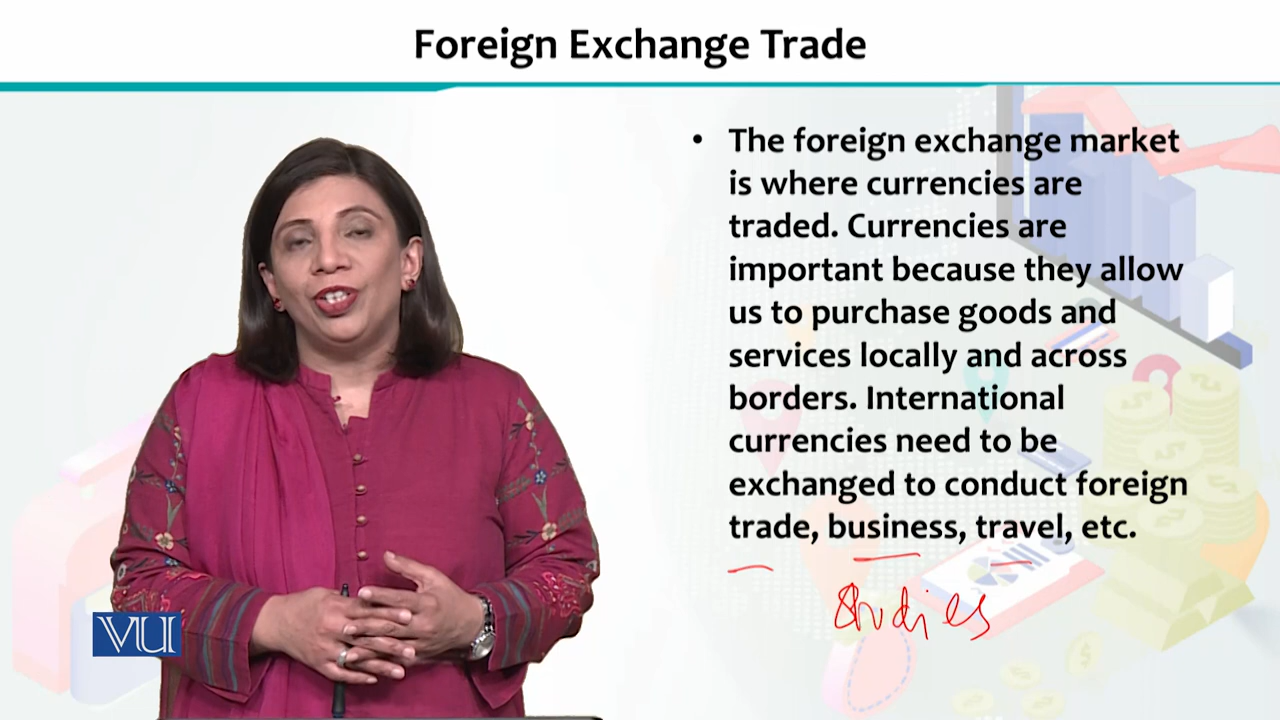 Foreign Exchange Trade
• The foreign exchange market
is where currencies are
traded. Currencies are
important because they allow
us to purchase goods and
services locally and across
borders. International
currencies need to be
exchanged to conduct foreign
trade, business, travel, etc.
Studies
VU